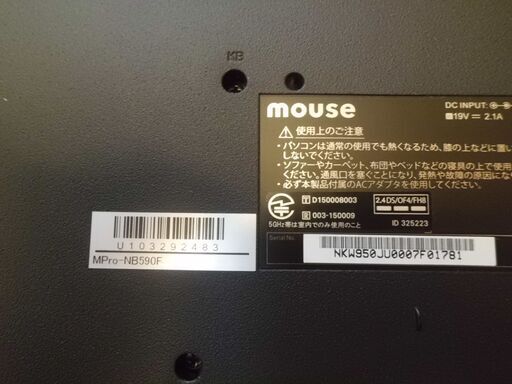 KB
mouse
DC INPUT:
19V 2.1A
使用上のご注意
・パソコンは通常の使用でも熱くなるため、膝の上などに置い
しないでください。
・ソファーやカーペット、布団やベッドなどの寝具の上で使用
ください。通風口を塞ぐことになり、発熱や故障の原因になり
・必ず本製品付属のACアダプタを使用してください。
T D150008003
R 003-150009
2.4DS/OF4/FH8
5GHz帯は室内でのみ使用のこと
ID 325223
Serial No.
NKW950JU0007F01781
U103292483
MPro-NB590F